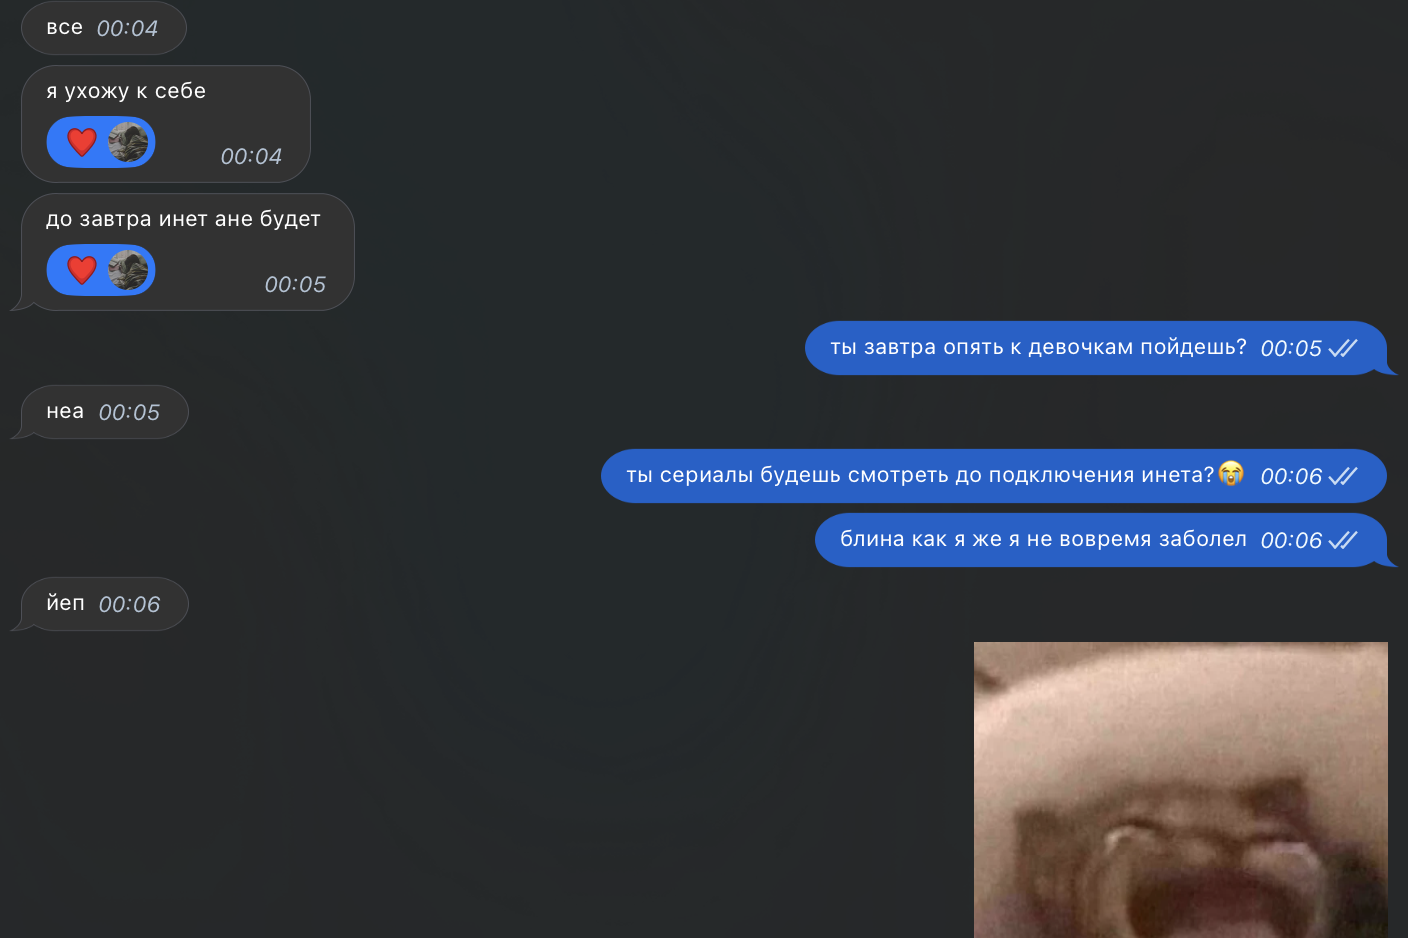 все 00:04
я ухожу к себе
00:04
до завтра инет ане будет
00:05
ты завтра опять к девочкам пойдешь? 00:05
неа 00:05
ты сериалы будешь смотреть до подключения инета?😭 00:06
блина как я же я не вовремя заболел 00:06
йеп 00:06